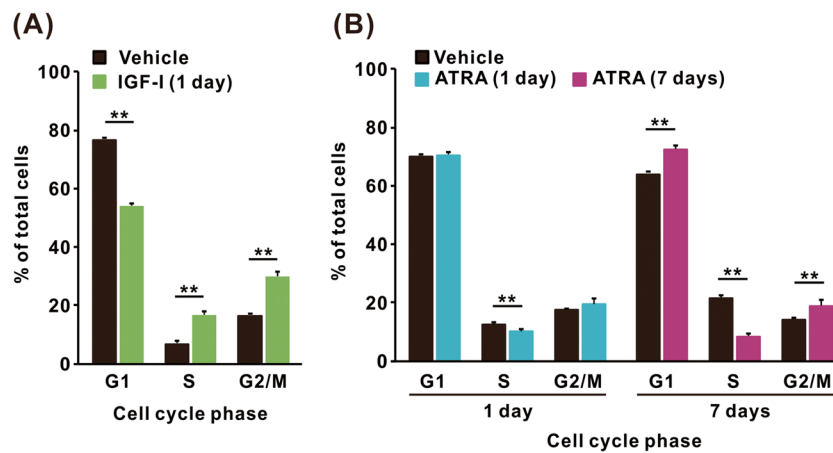 (A)
Vehicle
IGF-I (1 day)
% of total cells
100
80
60
40
20
0
**
**
**
G1 S G2/M
Cell cycle phase
(B)
Vehicle
ATRA (1 day) ATRA (7 days)
% of total cells
100
80
60
40
20
0
**
**
**
**
G1 S G2/M G1 S G2/M
1 day 7 days
Cell cycle phase